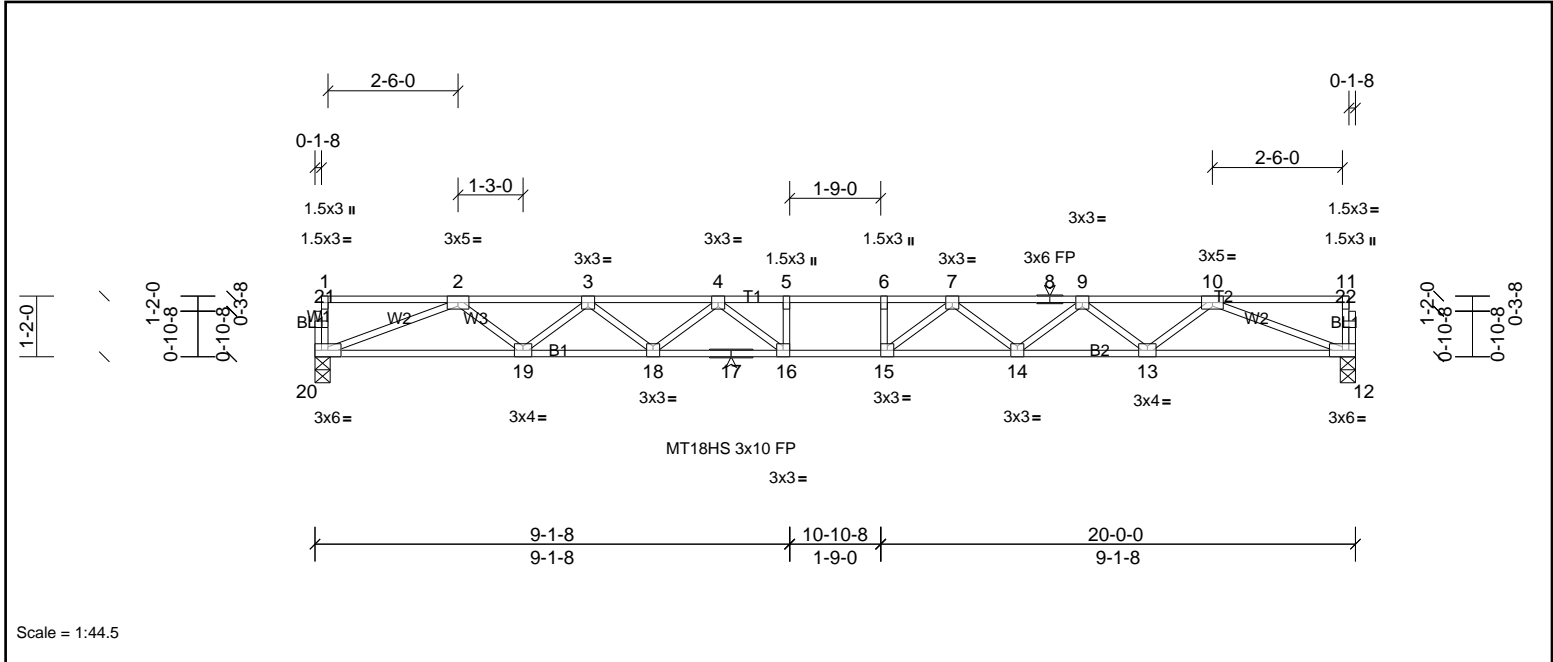 2-6-0
0-1-8
0-1-8
2-6-0
1-3-0
1-9-0
1.5x3 II
3x3 =
1.5x3 =
1.5x3 =
3x5 =
3x3 =
1.5x3 II
1.5x3 II
3x3 =
3x3 =
1.5x3 II
3x3 =
3x6 FP
3x5 =
1 2 3 4 5 6 7 8 9 10 11
21 T1 T2 22
1-2-0
1-2-0
0-10-8
0-10-8
0-3-8
W1
BL1
W2
W3
W2
BL1
1-2-0
0-10-8
0-10-8
0-3-8
B1 B2
20 19 18 17 16 15 14 13 12
3x6 =
3x4 =
3x3 =
3x3 =
3x3 =
3x4 =
3x6 =
MT18HS 3x10 FP
3x3 =
9-1-8 10-10-8 20-0-0
9-1-8 1-9-0 9-1-8
Scale = 1:44.5